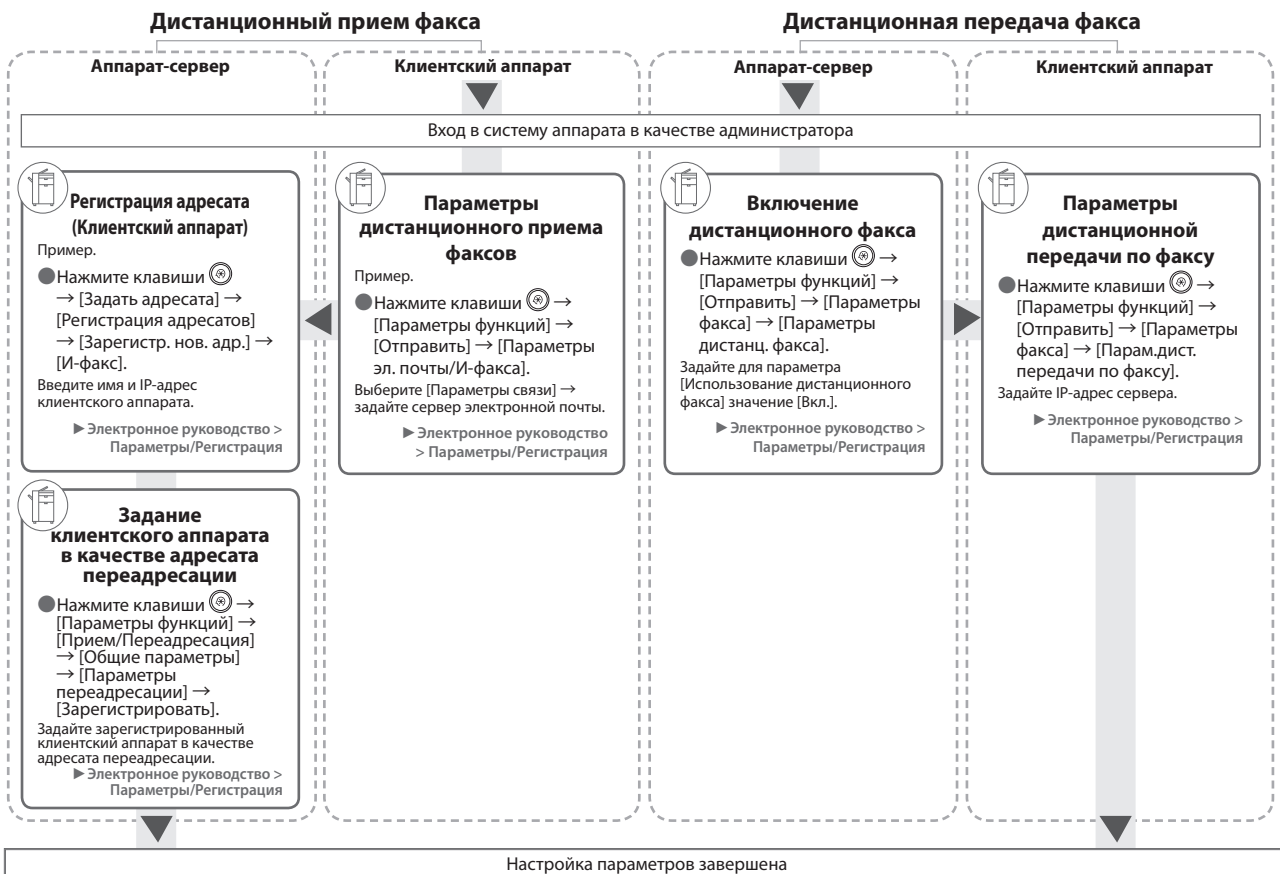 Дистанционный прием факса
Дистанционная передача факса
Аппарат-сервер
Клиентский аппарат
Аппарат-сервер
Клиентский аппарат
Вход в систему аппарата в качестве администратора
Регистрация адресата
(Клиентский аппарат)
Пример.
●Нажмите клавиши
→ [Задать адресата] →
[Регистрация адресатов]
→ [Зарегистр. нов. адр.] →
[И-факс].
Введите имя и IP-адрес
клиентского аппарата.
►Электронное руководство >
Параметры/Регистрация
Параметры
дистанционного приема
факсов
Пример.
●Нажмите клавиши →
[Параметры функций] →
[Отправить] → [Параметры
эл. почты/И-факса].
Выберите [Параметры связи] →
задайте сервер электронной почты.
►Электронное руководство
> Параметры/Регистрация
Включение
дистанционного факса
●Нажмите клавиши →
[Параметры функций] →
[Отправить] → [Параметры
факса] → [Параметры
дистанц. факса].
Задайте для параметра
[Использование дистанционного
факса] значение [Вкл.].
►Электронное руководство >
Параметры/Регистрация
Параметры
дистанционной
передачи по факсу
●Нажмите клавиши →
[Параметры функций] →
[Отправить] → [Параметры
факса] → [Парам.дист.
передачи по факсу].
Задайте IP-адрес сервера.
►Электронное руководство >
Параметры/Регистрация
Задание
клиентского аппарата
в качестве адресата
переадресации
●Нажмите клавиши →
[Параметры функций] →
[Прием/Переадресация]
→ [Общие параметры]
→ [Параметры
переадресации] →
[Зарегистрировать].
Задайте зарегистрированный
клиентский аппарат в качестве
адресата переадресации.
►Электронное руководство >
Параметры/Регистрация
Настройка параметров завершена